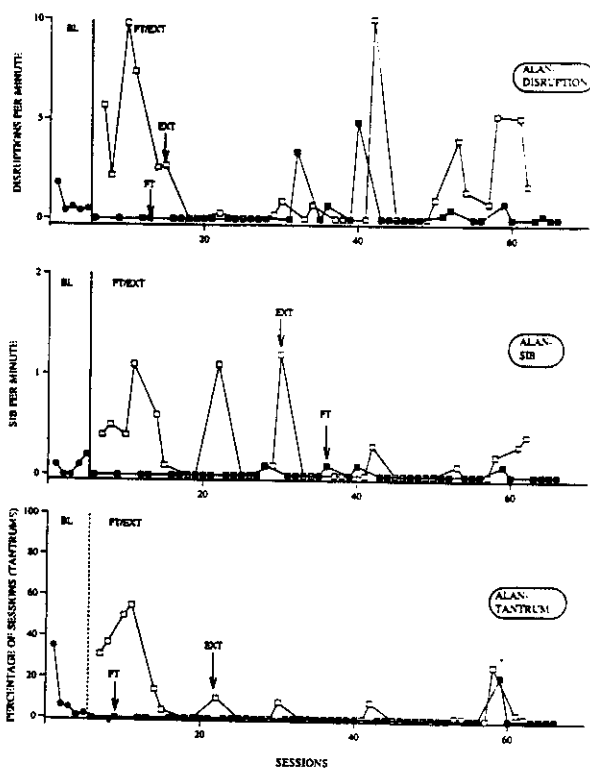 BL
FT/EXT
ALAN-
DISRUPTION
DISRUPTIONS PER MINUTE
10
5
0
EXT
FT
20
40
60
BL
FT/EXT
ALAN-
SIB
SIB PER MINUTE
2
1
0
EXT
FT
20
40
60
BL
FT/EXT
ALAN-
TANTRUM
PERCENTAGE OF SESSIONS (TANTRUMS)
100
80
60
40
20
0
FT
EXT
20
40
60
SESSIONS